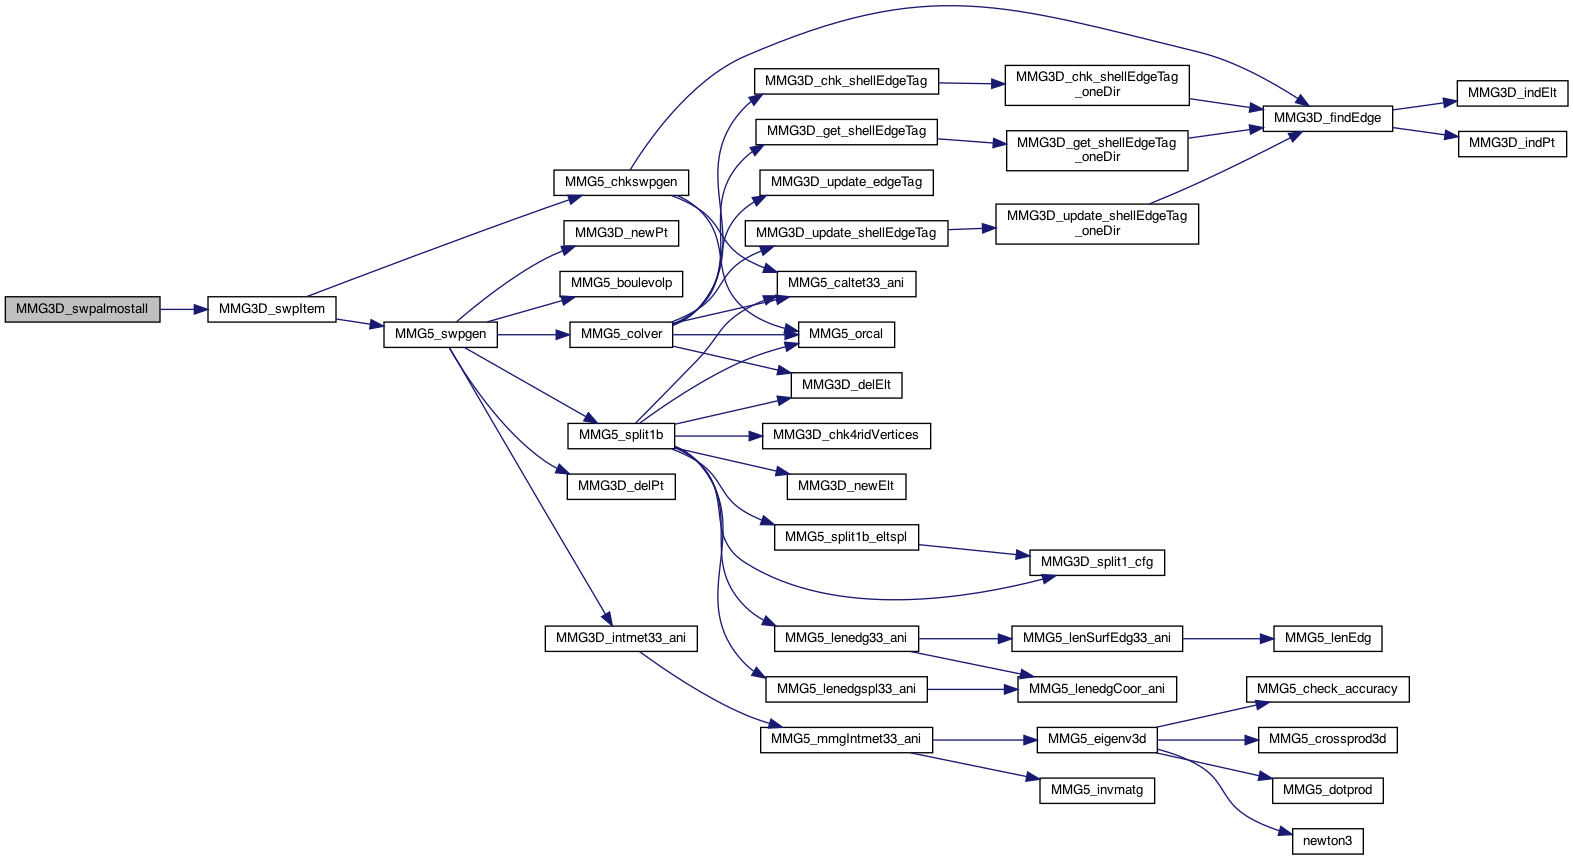 MMG3D_swpalmostall
MMG3D_swpItem
MMG5_chkswpgen
MMG5_swpgen
MMG3D_newPt
MMG5_boulevolp
MMG5_colver
MMG5_split1b
MMG3D_delPt
MMG3D_intmet33_ani
MMG3D_chk_shellEdgeTag
MMG3D_get_shellEdgeTag
MMG3D_update_edgeTag
MMG3D_update_shellEdgeTag
MMG5_caltet33_ani
MMG5_orcal
MMG3D_delElt
MMG3D_chk4ridVertices
MMG3D_newElt
MMG5_split1b_eltspl
MMG5_lenedg33_ani
MMG5_lenedgspl33_ani
MMG5_mmgIntmet33_ani
MMG3D_chk_shellEdgeTag
_oneDir
MMG3D_get_shellEdgeTag
_oneDir
MMG3D_update_shellEdgeTag
_oneDir
MMG3D_split1_cfg
MMG5_lenSurfEdg33_ani
MMG5_lenedgCoor_ani
MMG5_eigenv3d
MMG5_invmatg
MMG3D_findEdge
MMG5_lenEdg
MMG5_check_accuracy
MMG5_crossprod3d
MMG5_dotprod
newton3
MMG3D_indElt
MMG3D_indPt